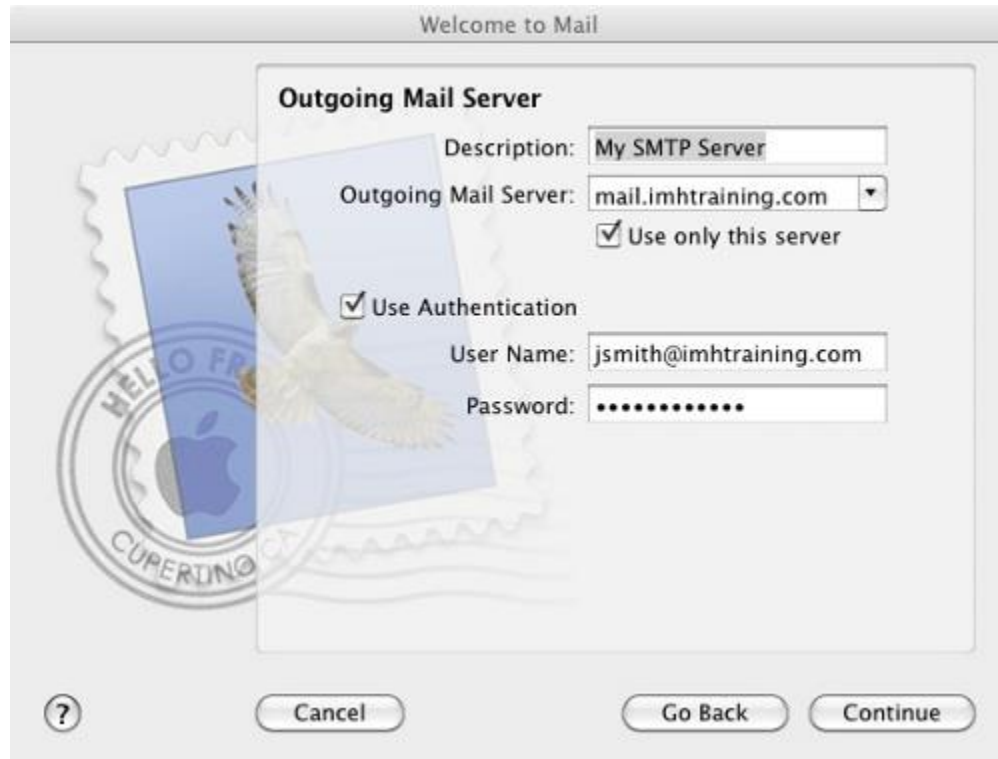 Welcome to Mail
Outgoing Mail Server
Description: My SMTP Server
Outgoing Mail Server: mail.imhtraining.com
Use only this server
Use Authentication
User Name: jsmith@imhtraining.com
Password: ••••••••••••
HELLO FR
CUPERTINO CA
?
Cancel
Go Back
Continue